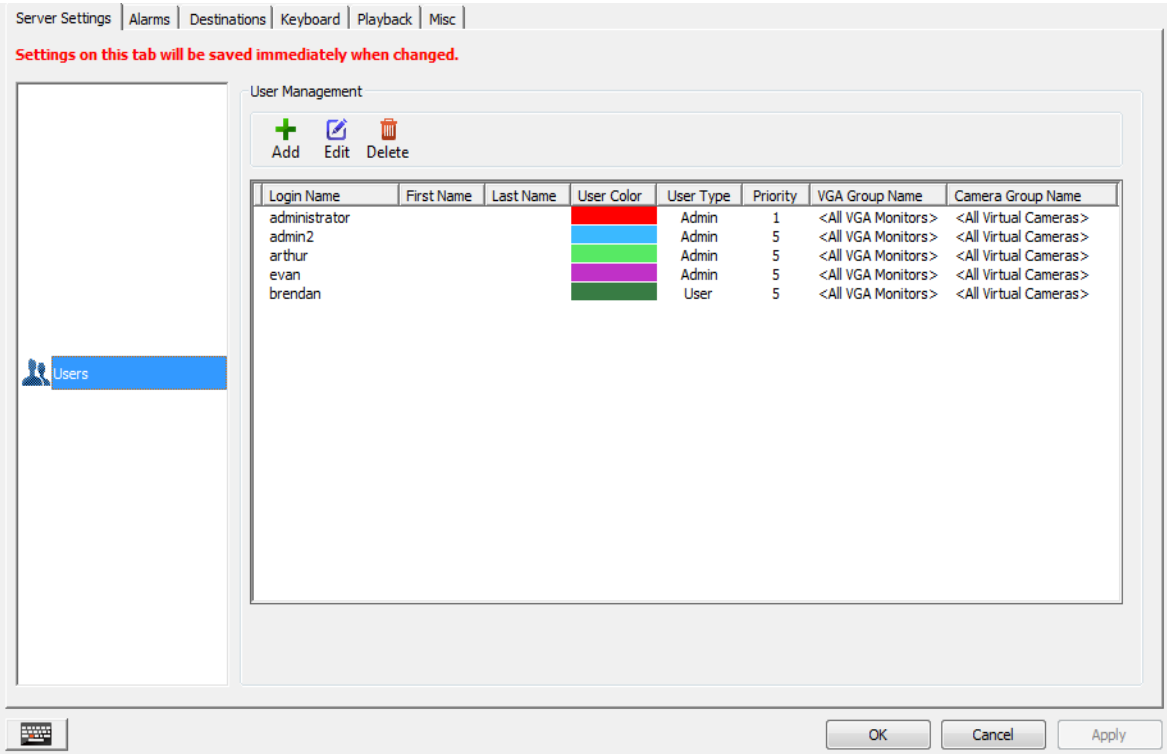 Server Settings Alarms Destinations Keyboard Playback Misc
Settings on this tab will be saved immediately when changed.
Users
User Management
Add Edit Delete
Login Name First Name Last Name User Color User Type Priority VGA Group Name Camera Group Name
administrator Admin 1 <All VGA Monitors> <All Virtual Cameras>
admin2 Admin 5 <All VGA Monitors> <All Virtual Cameras>
arthur Admin 5 <All VGA Monitors> <All Virtual Cameras>
evan Admin 5 <All VGA Monitors> <All Virtual Cameras>
brendan User 5 <All VGA Monitors> <All Virtual Cameras>
OK Cancel Apply